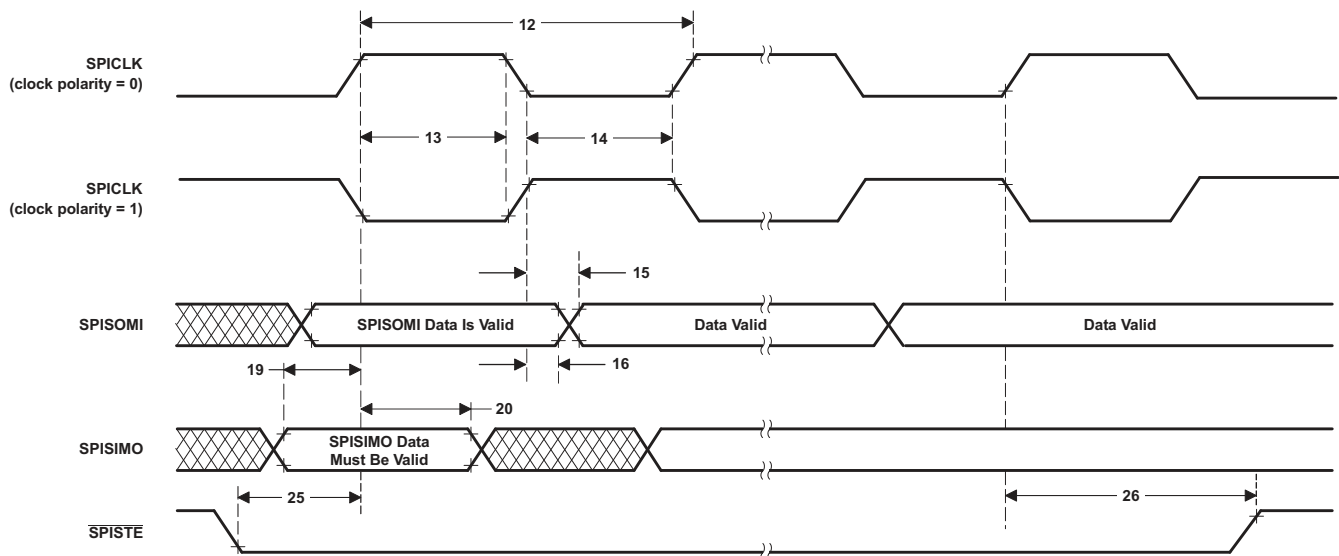 12
SPICLK
(clock polarity = 0)
13
14
SPICLK
(clock polarity = 1)
15
SPISOMI
SPISOMI Data Is Valid
Data Valid
Data Valid
16
19
20
SPISIMO
SPISIMO Data
Must Be Valid
25
26
SPISTE